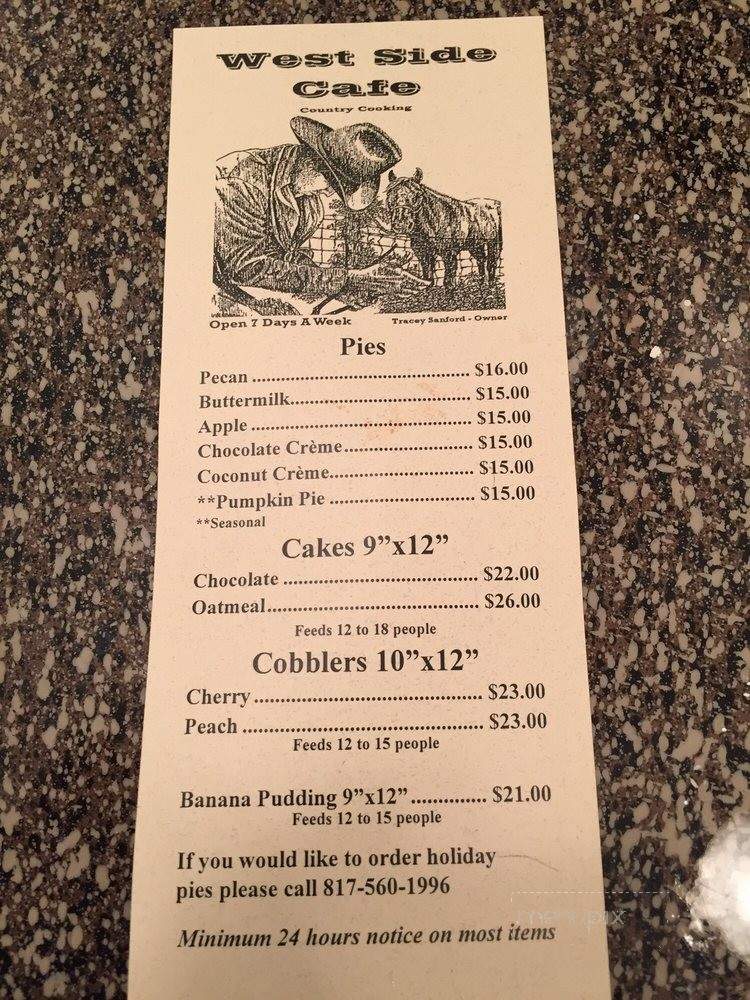 West Side
Cafe
Country Cooking
Open 7 Days A Week Tracey Sanford - Owner
Pies
Pecan ........................................ $16.00
Buttermilk.................................. $15.00
Apple ......................................... $15.00
Chocolate Crème........................ $15.00
Coconut Crème.......................... $15.00
**Pumpkin Pie ........................... $15.00
**Seasonal
Cakes 9”x12”
Chocolate .................................... $22.00
Oatmeal....................................... $26.00
Feeds 12 to 18 people
Cobblers 10”x12”
Cherry.......................................... $23.00
Peach ........................................... $23.00
Feeds 12 to 15 people
Banana Pudding 9”x12”.............. $21.00
Feeds 12 to 15 people
If you would like to order holiday
pies please call 817-560-1996
menupix
Minimum 24 hours notice on most items